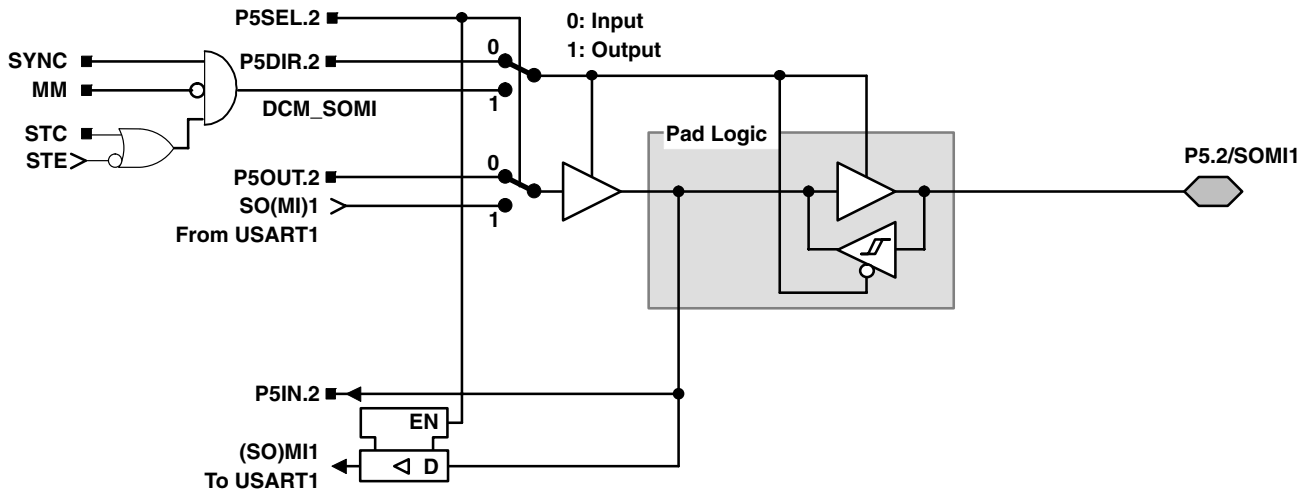 P5SEL.2
0: Input
1: Output
SYNC
P5DIR.2
0
MM
DCM_SOMI
1
STC
STE
Pad Logic
P5OUT.2
0
P5.2/SOMI1
SO(MI)1
1
From USART1
P5IN.2
EN
(SO)MI1
D
To USART1